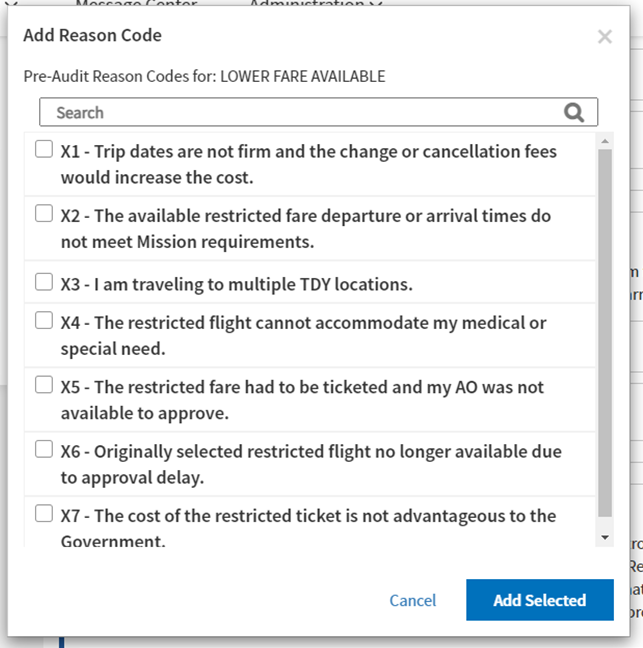 Message Center Administration
Add Reason Code
×
Pre-Audit Reason Codes for: LOWER FARE AVAILABLE
Search
X1 - Trip dates are not firm and the change or cancellation fees
would increase the cost.
X2 - The available restricted fare departure or arrival times do
not meet Mission requirements.
X3 - I am traveling to multiple TDY locations.
X4 - The restricted flight cannot accommodate my medical or
special need.
X5 - The restricted fare had to be ticketed and my AO was not
available to approve.
X6 - Originally selected restricted flight no longer available due
to approval delay.
X7 - The cost of the restricted ticket is not advantageous to the
Government.
Cancel Add Selected